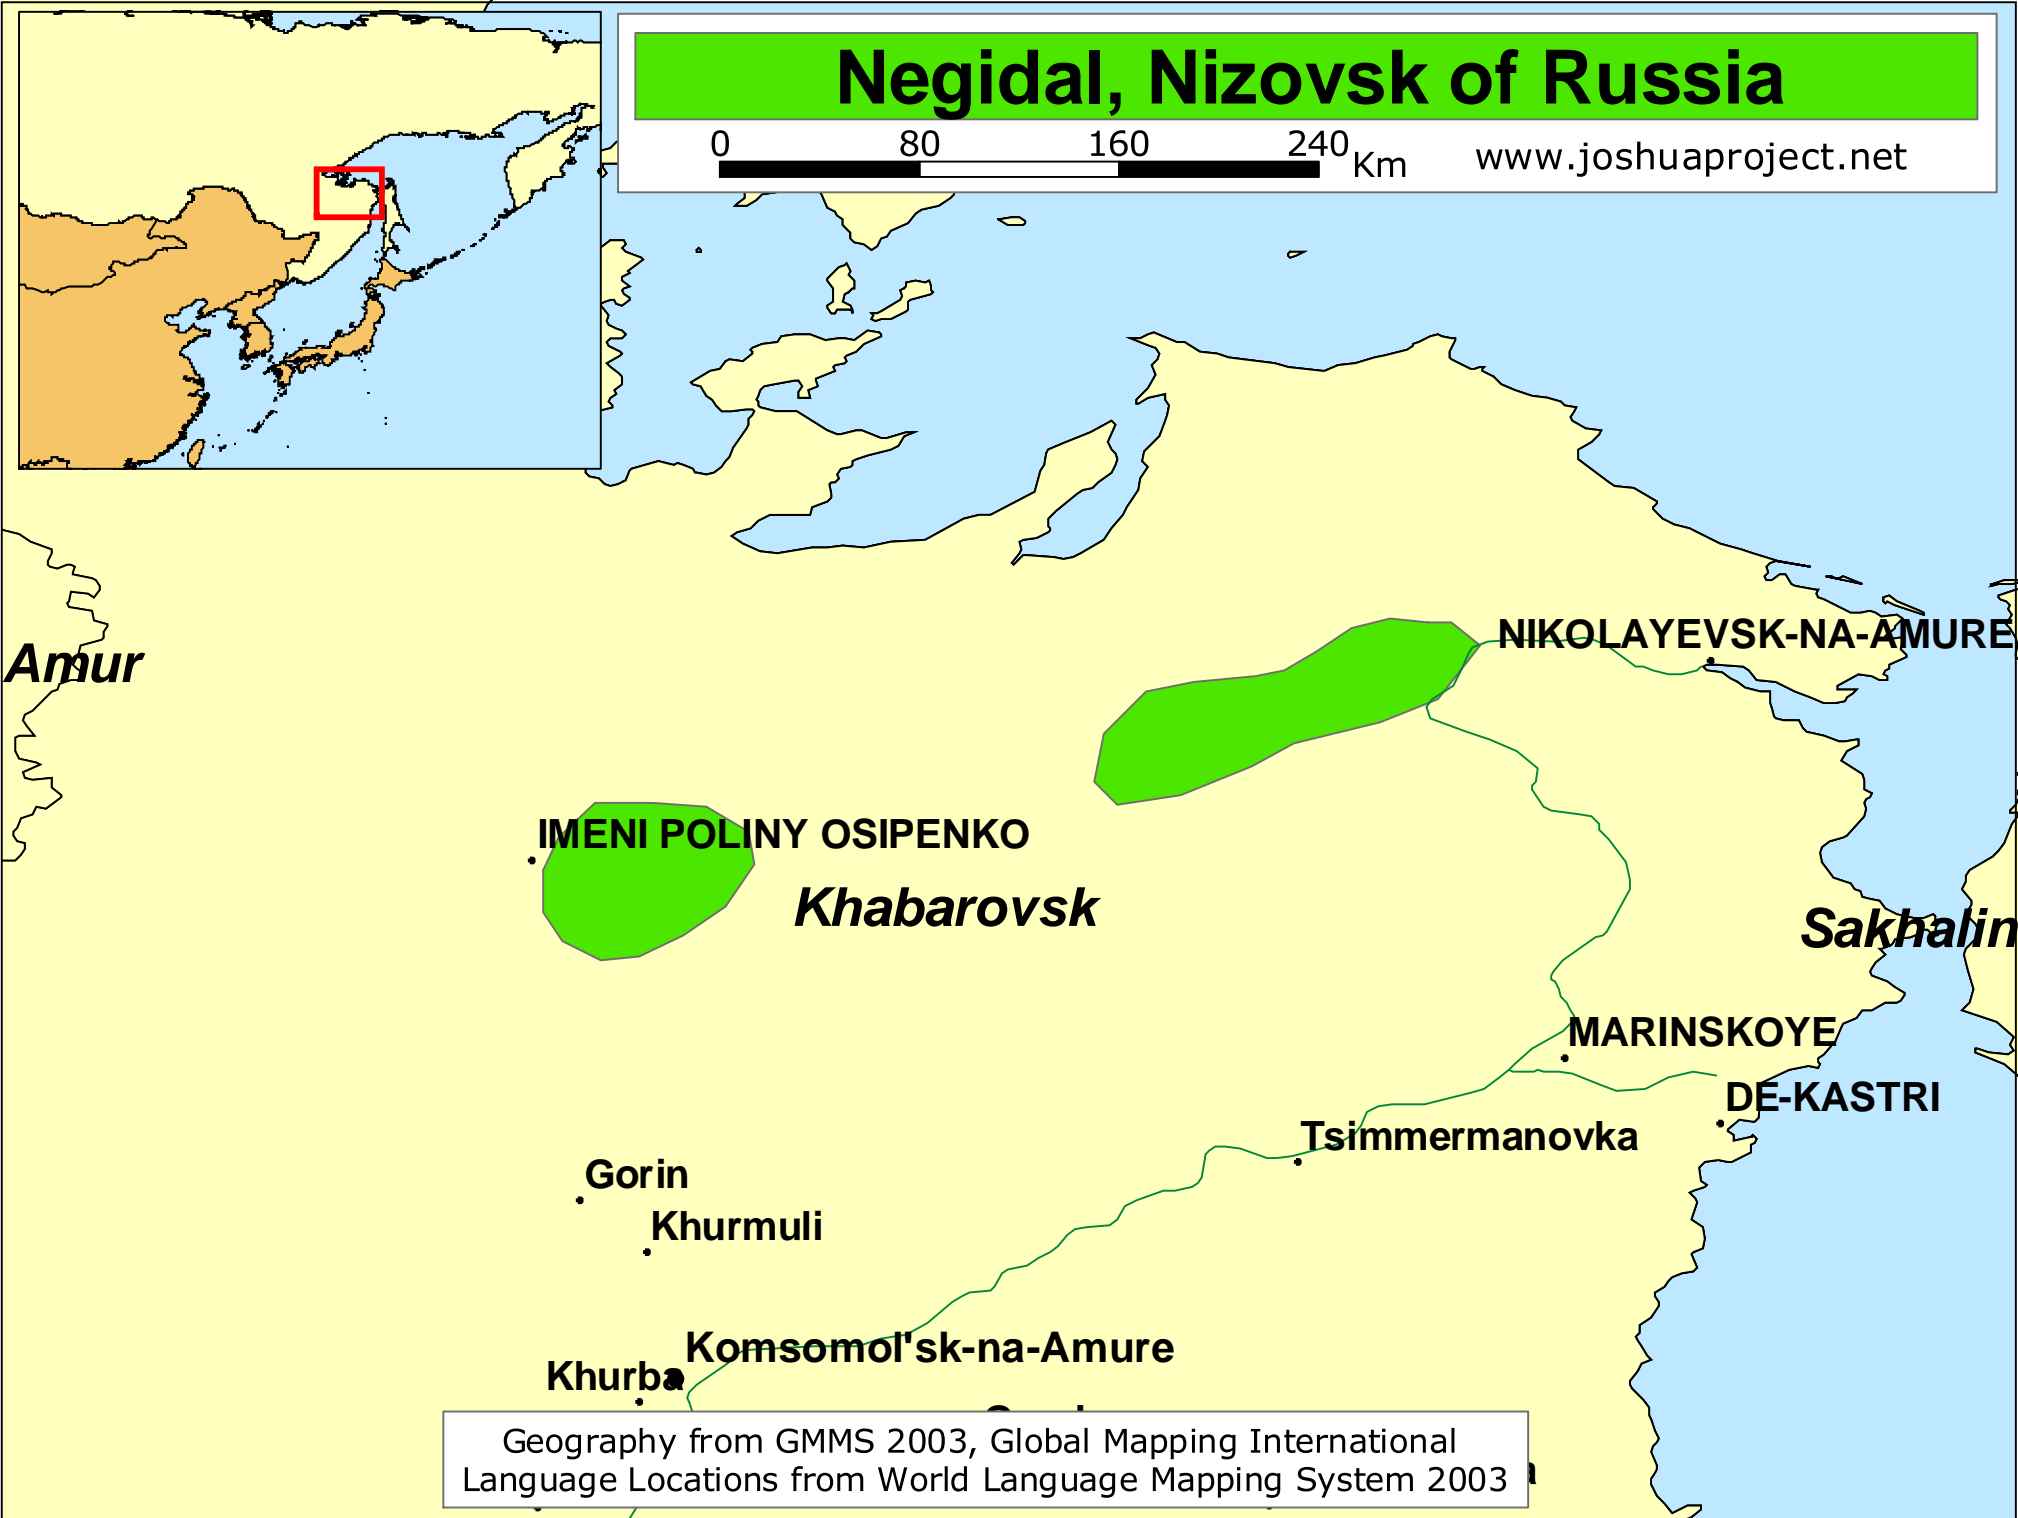 Negidal, Nizovsk of Russia
0 80 160 240 Km
www.joshuaproject.net
NIKOLAYEVSK-NA-AMURE
Amur
IMENI POLINY OSIPENKO
Khabarovsk
Sakhalin
MARINSKOYE
DE-KASTRI
Tsimmermanovka
Gorin
Khurmuli
Komsomol'sk-na-Amure
Khurba
Geography from GMMS 2003, Global Mapping International
Language Locations from World Language Mapping System 2003